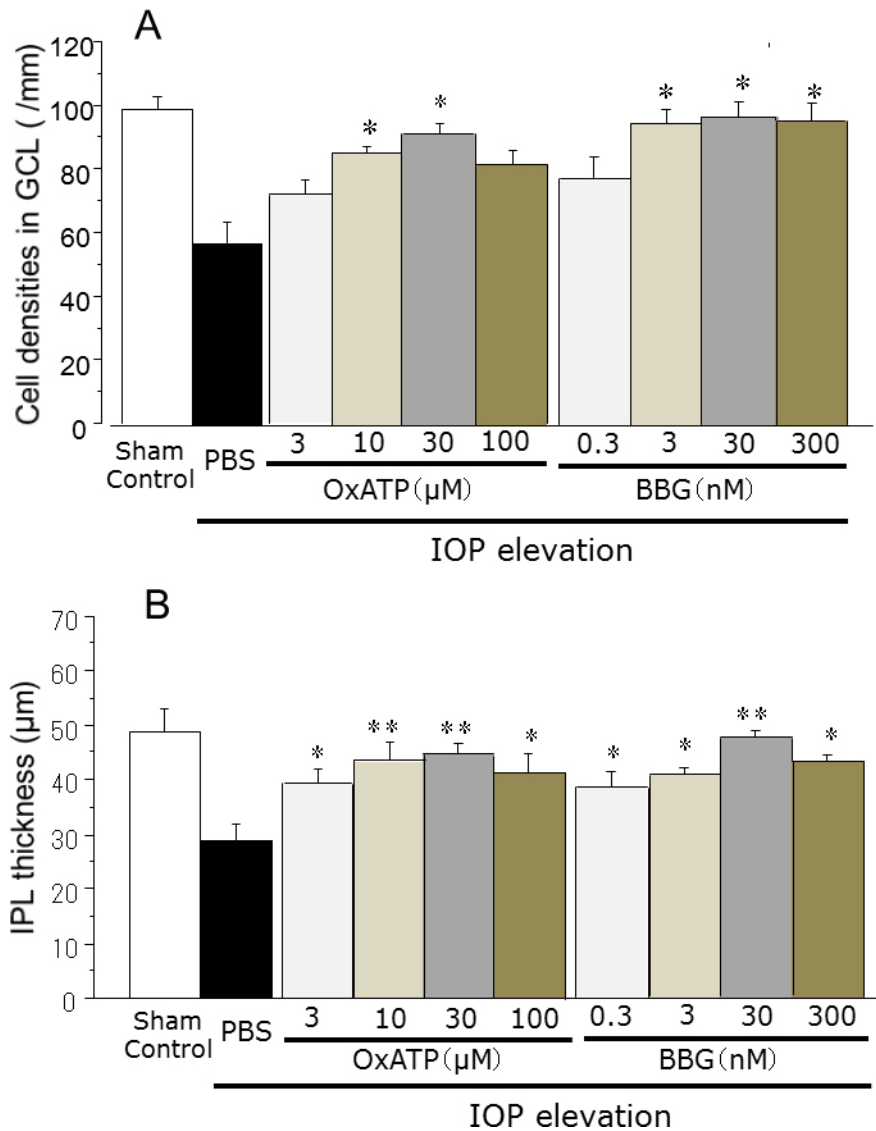 A
Cell densities in GCL ( /mm)
120
100
80
60
40
20
0
* * * * *
Sham
Control
PBS
3 10 30 100
0.3 3 30 300
OxATP(μM)
BBG(nM)
IOP elevation
B
IPL thickness (μm)
70
60
50
40
30
20
10
0
* ** ** * * * ** *
Sham
Control
PBS
3 10 30 100
0.3 3 30 300
OxATP(μM)
BBG(nM)
IOP elevation